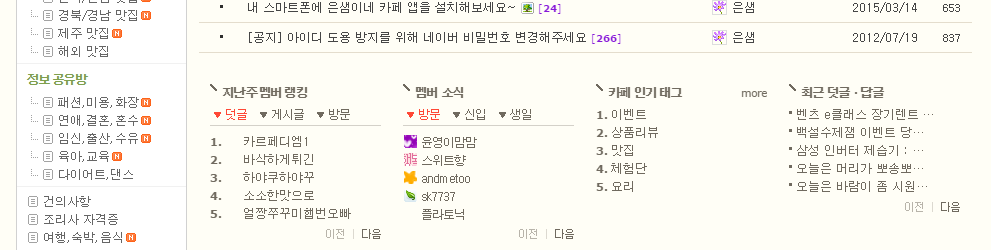 경북/경남 맛집
제주 맛집
해외 맛집
정보 공유방
패션,미용,화장
연애,결혼,혼수
임신,출산,수유
육아,교육
다이어트,댄스
건의사항
조리사 자격증
여행,숙박,음식
내 스마트폰에 은샘이네 카페 앱을 설치해보세요~ [24] 은샘 2015/03/14 653
[공지] 아이디 도용 방지를 위해 네이버 비밀번호 변경해주세요 [266] 은샘 2012/07/19 837
지난주 멤버 랭킹
▼덧글 ▼게시글 ▼방문
1. 카르페디엠1
2. 바삭하게튀긴
3. 하야쿠하야꾸
4. 소소한맛으로
5. 얼짱쭈꾸미햅번오빠
이전 | 다음
멤버 소식
▼방문 ▼신입 ▼생일
윤영이맘맘
스위트향
andmetoo
sk7737
플라토닉
이전 | 다음
카페 인기 태그 more
1. 이벤트
2. 상품리뷰
3. 맛집
4. 체험단
5. 요리
최근 덧글·답글
벤츠 e클래스 장기렌트 …
백설수제잼 이벤트 당…
삼성 인버터 제습기 : …
오늘은 머리가 뽀송뽀…
오늘은 바람이 좀 시원…
이전 | 다음